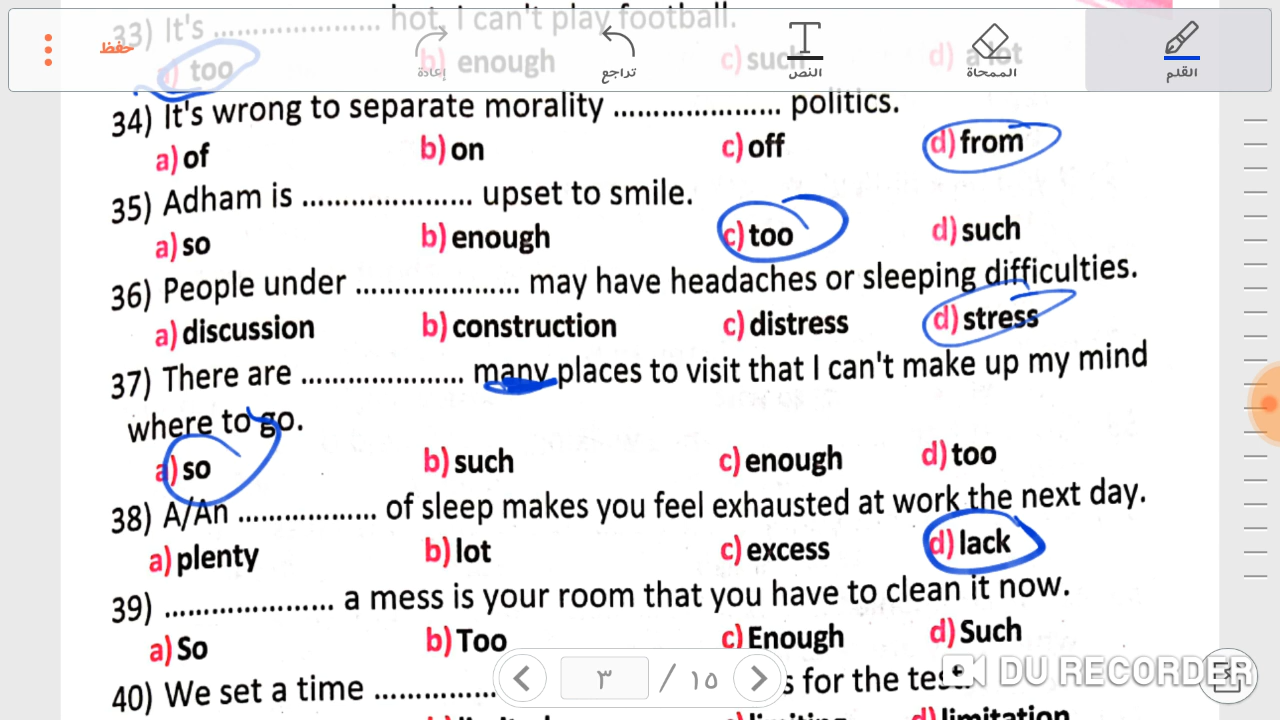 33) It's .................... hot, I can't play football.
حفظ
a) too b) enough c) such d) a lot
إعادة تراجع النص الممحاة القلم
34) It's wrong to separate morality .................... politics.
a) of b) on c) off d) from
35) Adham is .................... upset to smile.
a) so b) enough c) too d) such
36) People under .................... may have headaches or sleeping difficulties.
a) discussion b) construction c) distress d) stress
37) There are .................... many places to visit that I can't make up my mind
where to go.
a) so b) such c) enough d) too
38) A/An ................. of sleep makes you feel exhausted at work the next day.
a) plenty b) lot c) excess d) lack
39) .................... a mess is your room that you have to clean it now.
a) So b) Too c) Enough d) Such
٣ / ١٥
DU RECORDER
40) We set a time ............... s for the test.
c) limiting d) limitation